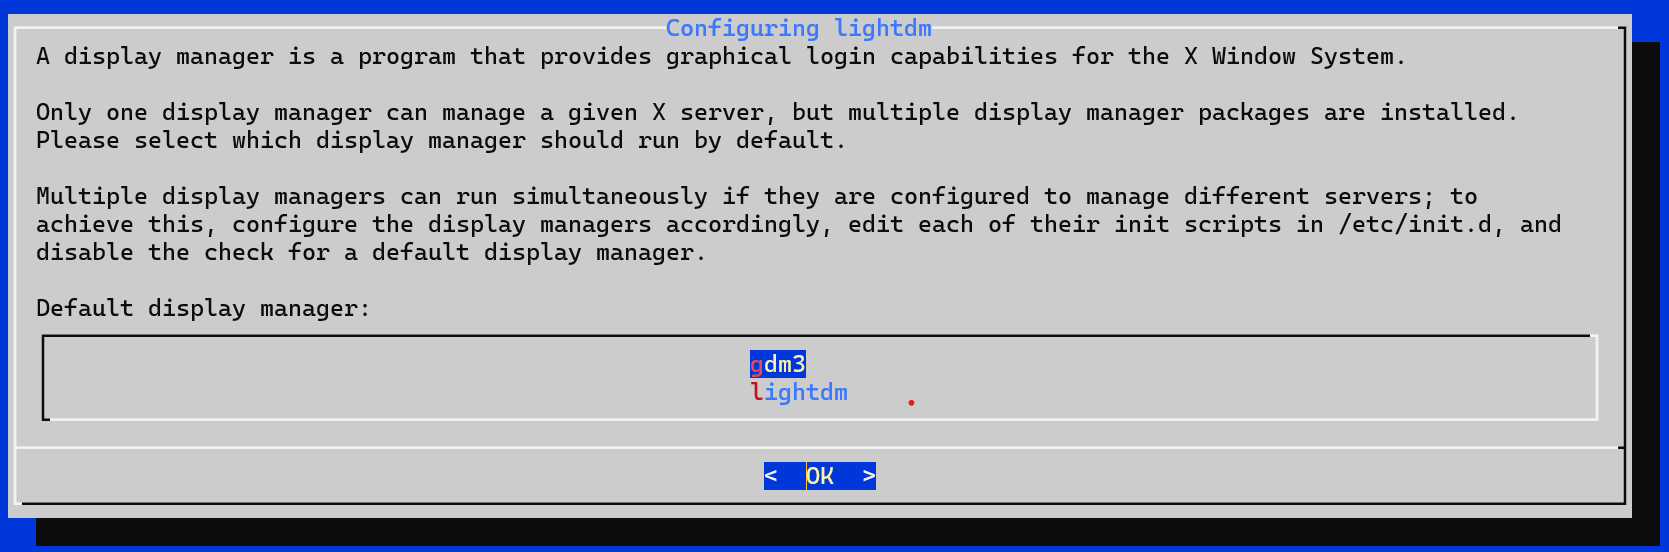 Configuring lightdm
A display manager is a program that provides graphical login capabilities for the X Window System.
Only one display manager can manage a given X server, but multiple display manager packages are installed.
Please select which display manager should run by default.
Multiple display managers can run simultaneously if they are configured to manage different servers; to
achieve this, configure the display managers accordingly, edit each of their init scripts in /etc/init.d, and
disable the check for a default display manager.
Default display manager:
gdm3
lightdm
<  OK  >